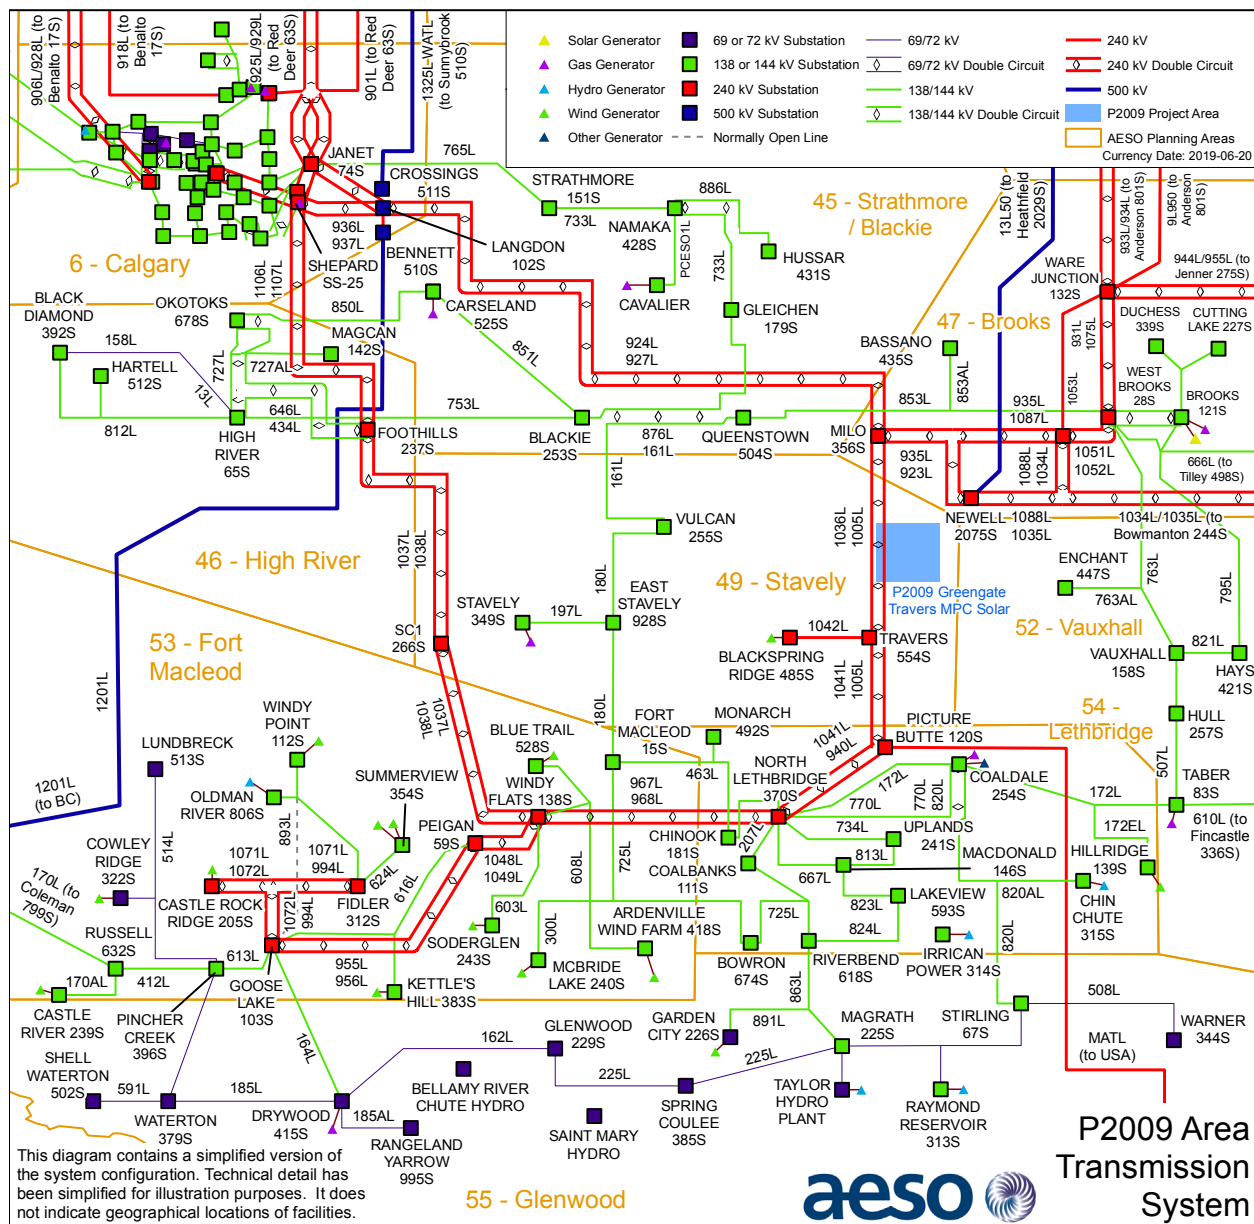 906L/928L (to
Benalto 17S)
918L (to
Benalto
17S)
925L/929L
(to Red
Deer 63S)
901L (to Red
Deer 63S)
1325L-WATL
(to Sunnybrook
510S)
Solar Generator
Gas Generator
Hydro Generator
Wind Generator
Other Generator
69 or 72 kV Substation
138 or 144 kV Substation
240 kV Substation
500 kV Substation
Normally Open Line
69/72 kV
69/72 kV Double Circuit
138/144 kV
138/144 kV Double Circuit
240 kV
240 kV Double Circuit
500 kV
P2009 Project Area
AESO Planning Areas
Currency Date: 2019-06-20
JANET
74S
765L
CROSSINGS
511S
STRATHMORE
151S
733L
886L
NAMAKA
428S
PCESO1L
733L
HUSSAR
431S
CAVALIER
GLEICHEN
179S
45 - Strathmore
/ Blackie
13L50 (to
Heathfield
2029S)
933L/934L (to
Anderson 801S)
9L950 (to
Anderson
801S)
944L/955L (to
Jenner 275S)
WARE
JUNCTION
132S
936L
937L
LANGDON
102S
BENNETT
510S
SHEPARD
SS-25
6 - Calgary
1106L
1107L
850L
CARSELAND
525S
BLACK
DIAMOND
392S
OKOTOKS
678S
MAGCAN
142S
158L
HARTELL
512S
13L
727L
727AL
646L
434L
812L
HIGH
RIVER
65S
FOOTHILLS
237S
753L
851L
BLACKIE
253S
876L
161L
161L
QUEENSTOWN
504S
924L
927L
BASSANO
435S
853AL
853L
47 - Brooks
931L
1075L
1053L
DUCHESS
339S
CUTTING
LAKE 227S
WEST
BROOKS
28S
BROOKS
121S
MILO
356S
935L
1087L
935L
923L
1088L
1034L
1051L
1052L
666L (to
Tilley 498S)
NEWELL
2075S
1088L
1035L
1034L/1035L (to
Bowmanton 244S)
1036L
1005L
VULCAN
255S
1037L
1038L
46 - High River
49 - Stavely
P2009 Greengate
Travers MPC Solar
ENCHANT
447S
763L
763AL
795L
180L
EAST
STAVELY
928S
STAVELY
349S
197L
SC1
266S
53 - Fort
Macleod
1201L
1042L
BLACKSPRING
RIDGE 485S
TRAVERS
554S
1041L
1005L
52 - Vauxhall
VAUXHALL
158S
821L
HAYS
421S
HULL
257S
54 -
Lethbridge
507L
TABER
83S
610L (to
Fincastle
336S)
172L
172EL
HILLRIDGE
139S
1201L
(to BC)
WINDY
POINT
112S
LUNDBRECK
513S
OLDMAN
RIVER 806S
893L
SUMMERVIEW
354S
1037L
1038L
BLUE TRAIL
528S
180L
FORT
MACLEOD
15S
MONARCH
492S
463L
1041L
940L
PICTURE
BUTTE 120S
WINDY
FLATS 138S
967L
968L
NORTH
LETHBRIDGE
370S
172L
770L
770L
820L
COALDALE
254S
734L
UPLANDS
241S
PEIGAN
59S
1048L
1049L
CHINOOK
181S
207L
COALBANKS
111S
813L
667L
MACDONALD
146S
820AL
CHIN
CHUTE
315S
COWLEY
RIDGE
322S
514L
1071L
1072L
1071L
994L
624L
616L
CASTLE ROCK
RIDGE 205S
1072L
994L
FIDLER
312S
608L
725L
823L
LAKEVIEW
593S
824L
820L
170L (to
Coleman
799S)
RUSSELL
632S
613L
603L
SODERGLEN
243S
300L
ARDENVILLE
WIND FARM 418S
725L
BOWRON
674S
RIVERBEND
618S
IRRICAN
POWER 314S
170AL
412L
GOOSE
LAKE
103S
955L
956L
KETTLE'S
HILL 383S
MCBRIDE
LAKE 240S
863L
CASTLE
RIVER 239S
PINCHER
CREEK
396S
164L
GARDEN
CITY 226S
891L
MAGRATH
225S
STIRLING
67S
508L
WARNER
344S
MATL
(to USA)
SHELL
WATERTON
502S
591L
185L
WATERTON
379S
DRYWOOD
415S
185AL
RANGELAND
YARROW
995S
162L
GLENWOOD
229S
BELLAMY RIVER
CHUTE HYDRO
225L
225L
SPRING
COULEE
385S
SAINT MARY
HYDRO
TAYLOR
HYDRO
PLANT
RAYMOND
RESERVOIR
313S
55 - Glenwood
This diagram contains a simplified version of
the system configuration. Technical detail has
been simplified for illustration purposes. It does
not indicate geographical locations of facilities.
aeso
P2009 Area
Transmission
System